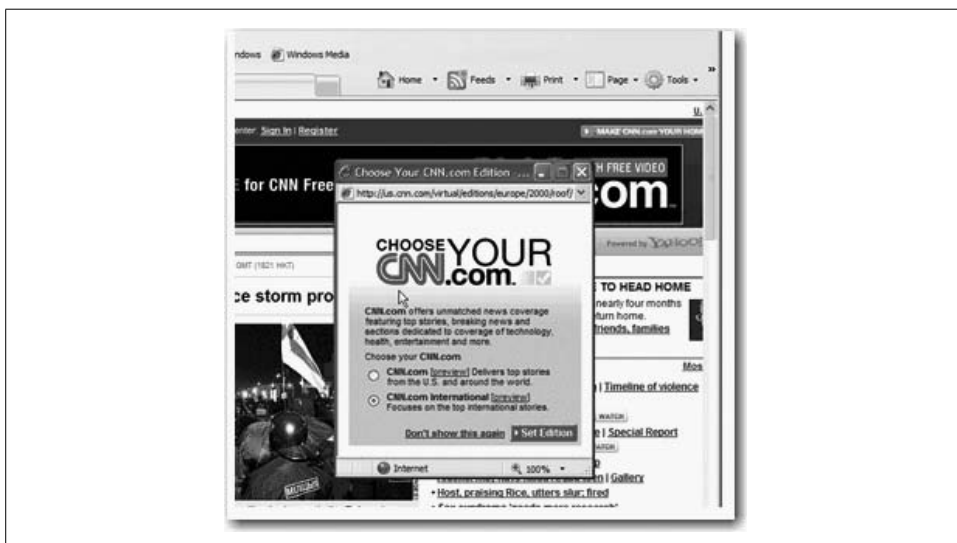 ndows Windows Media
Home Feeds Print Page Tools »
U.
enter Sign In | Register MAKE CNN.com YOUR HOM
E for CNN Free
H FREE VIDEO
om
Powered by YAHOO!
Choose Your CNN.com Edition - ...
http://us.cnn.com/virtual/editions/europe/2000/roof/
CHOOSE YOUR
CNN.com
CNN.com offers unmatched news coverage
featuring top stories, breaking news and
sections dedicated to coverage of technology,
health, entertainment and more.
Choose your CNN.com
CNN.com [preview] Delivers top stories
from the U.S. and around the world.
CNN.com International [preview]
Focuses on the top international stories.
Don't show this again Set Edition
Internet 100%
GMT (1821 HKT)
ce storm pro
E TO HEAD HOME
nearly four months
turn home.
friends, families
Mos
| Timeline of violence
WATCH
e | Special Report
WATCH
| Gallery
• Host, praising Rice, utters slur; fired